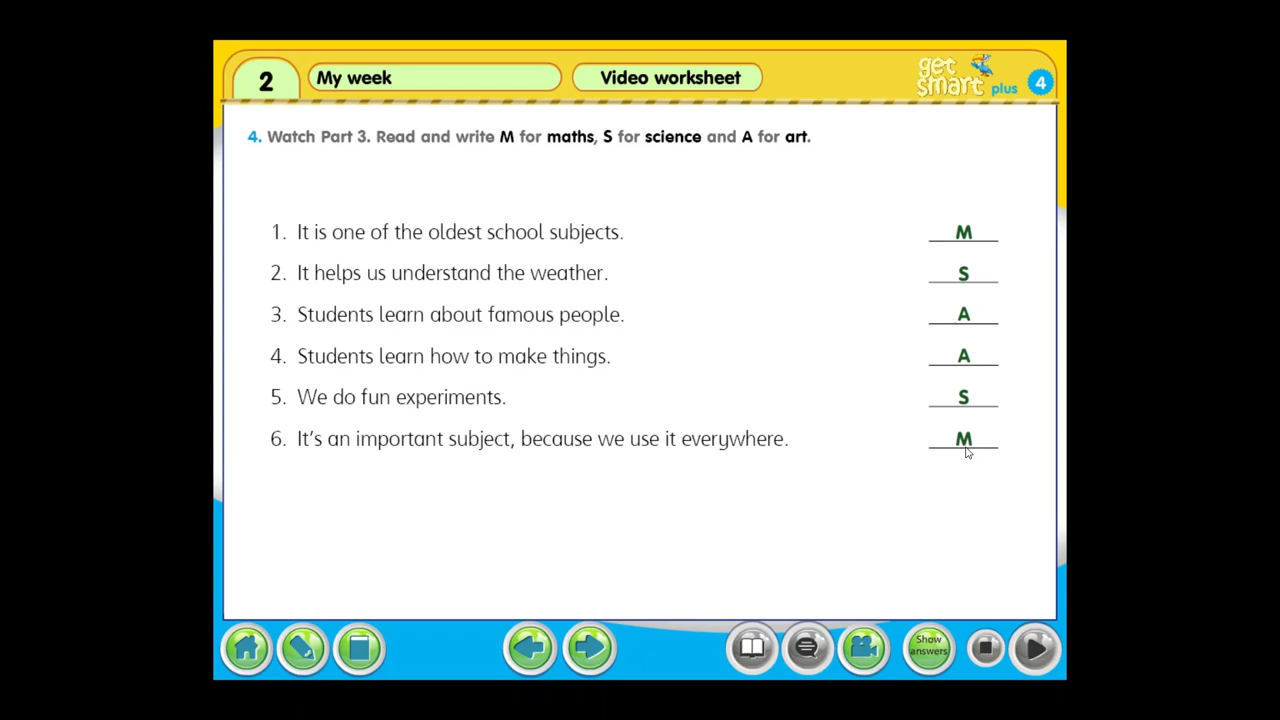 2 My week Video worksheet get smart plus 4
4. Watch Part 3. Read and write M for maths, S for science and A for art.
1. It is one of the oldest school subjects. M
2. It helps us understand the weather. S
3. Students learn about famous people. A
4. Students learn how to make things. A
5. We do fun experiments. S
6. It's an important subject, because we use it everywhere. M
Show
answers